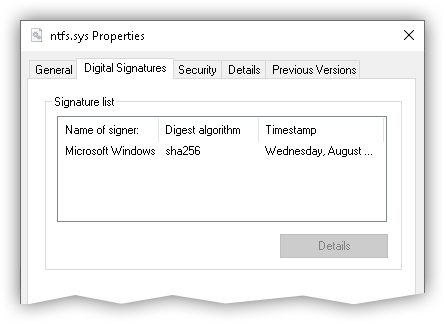 ntfs.sys Properties
General Digital Signatures Security Details Previous Versions
Signature list
Name of signer: Digest algorithm Timestamp
Microsoft Windows sha256 Wednesday, August ...
Details